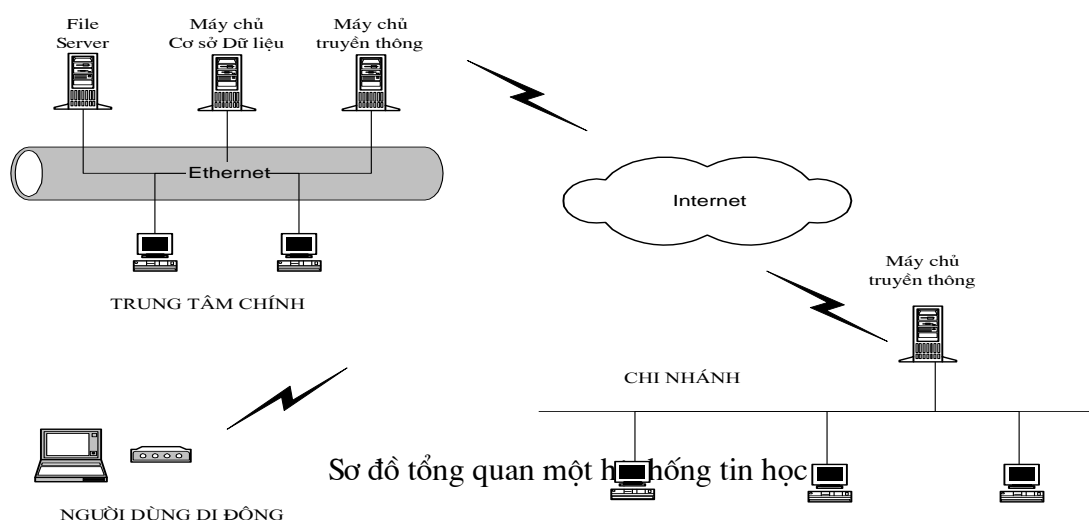 File
Server
Máy chủ
Cơ sở Dữ liệu
Máy chủ
truyền thông
Ethernet
Internet
Máy chủ
truyền thông
TRUNG TÂM CHÍNH
CHI NHÁNH
Sơ đồ tổng quan một hệ thống tin học
NGƯỜI DÙNG DI ĐỘNG